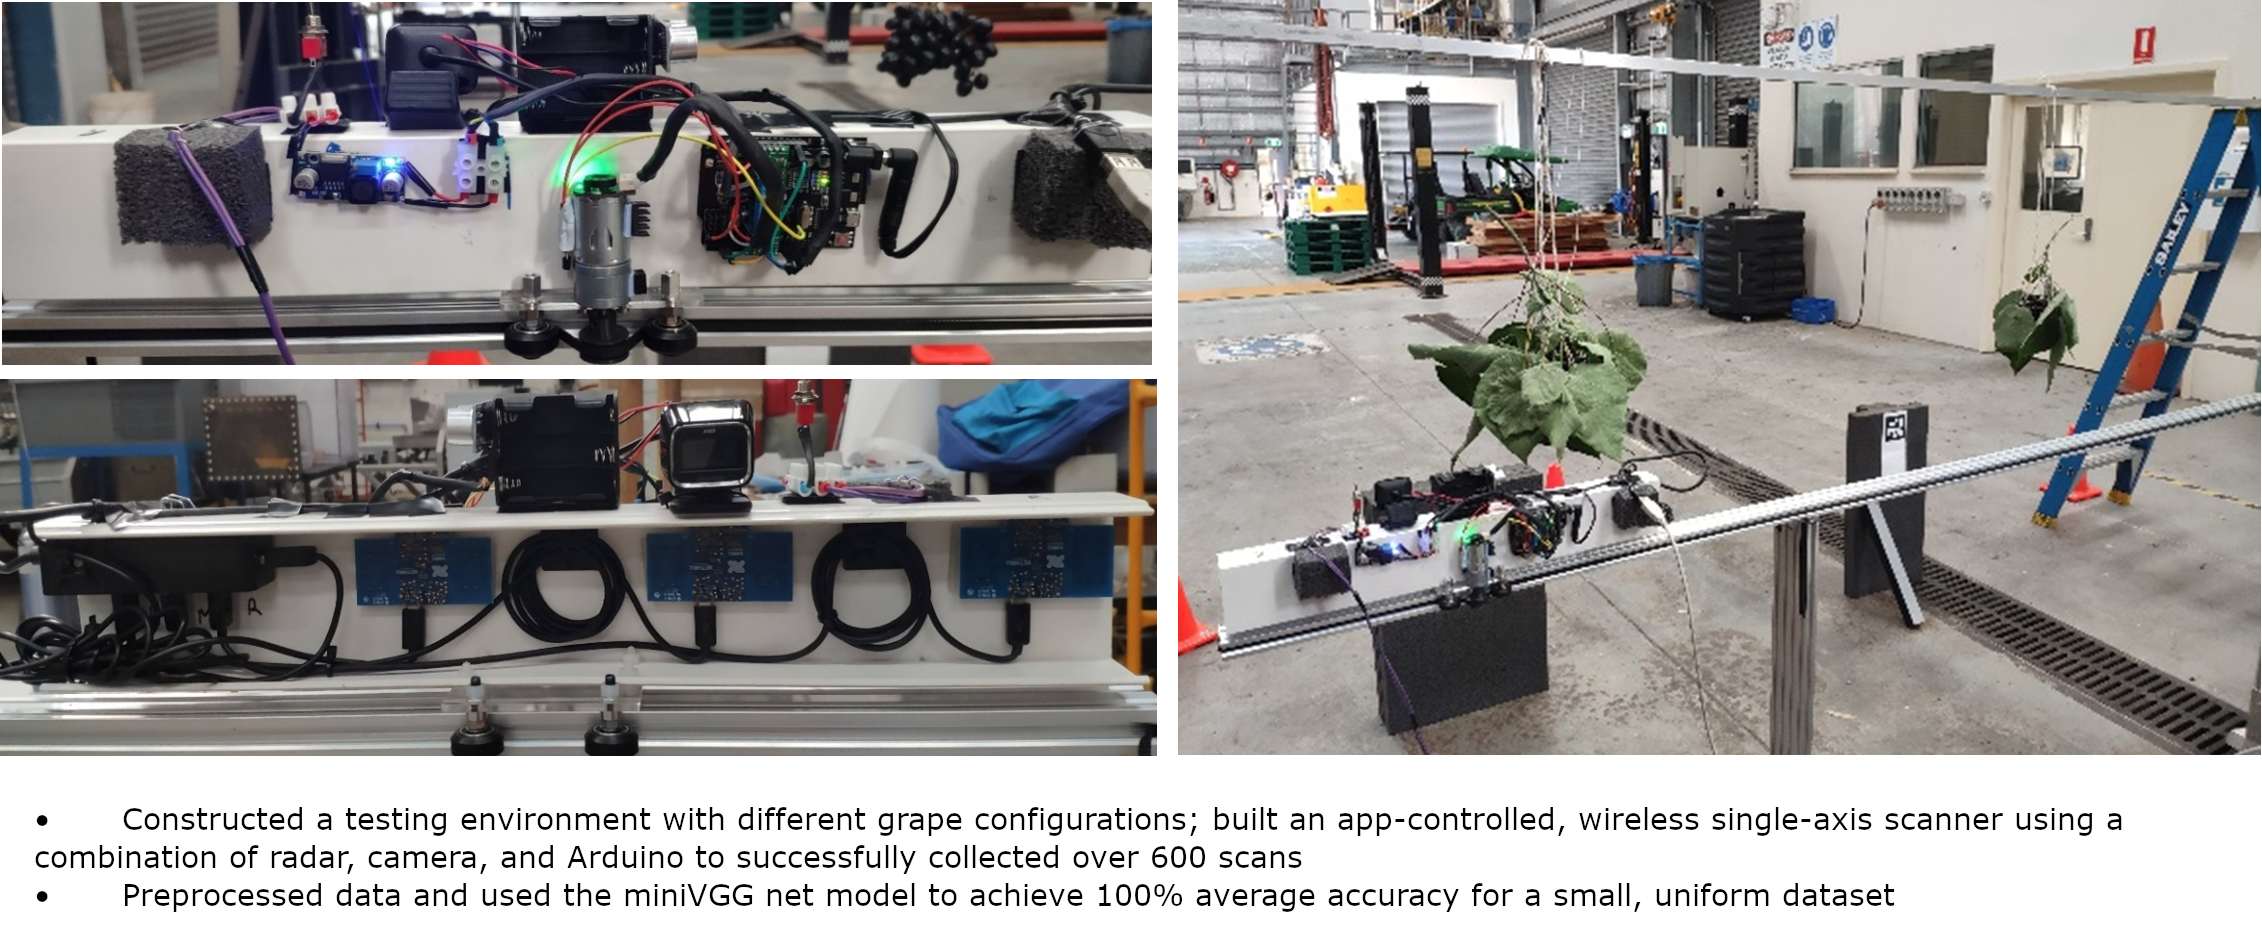 BAILEY
HD
M
R
• Constructed a testing environment with different grape configurations; built an app-controlled, wireless single-axis scanner using a
combination of radar, camera, and Arduino to successfully collected over 600 scans
• Preprocessed data and used the miniVGG net model to achieve 100% average accuracy for a small, uniform dataset